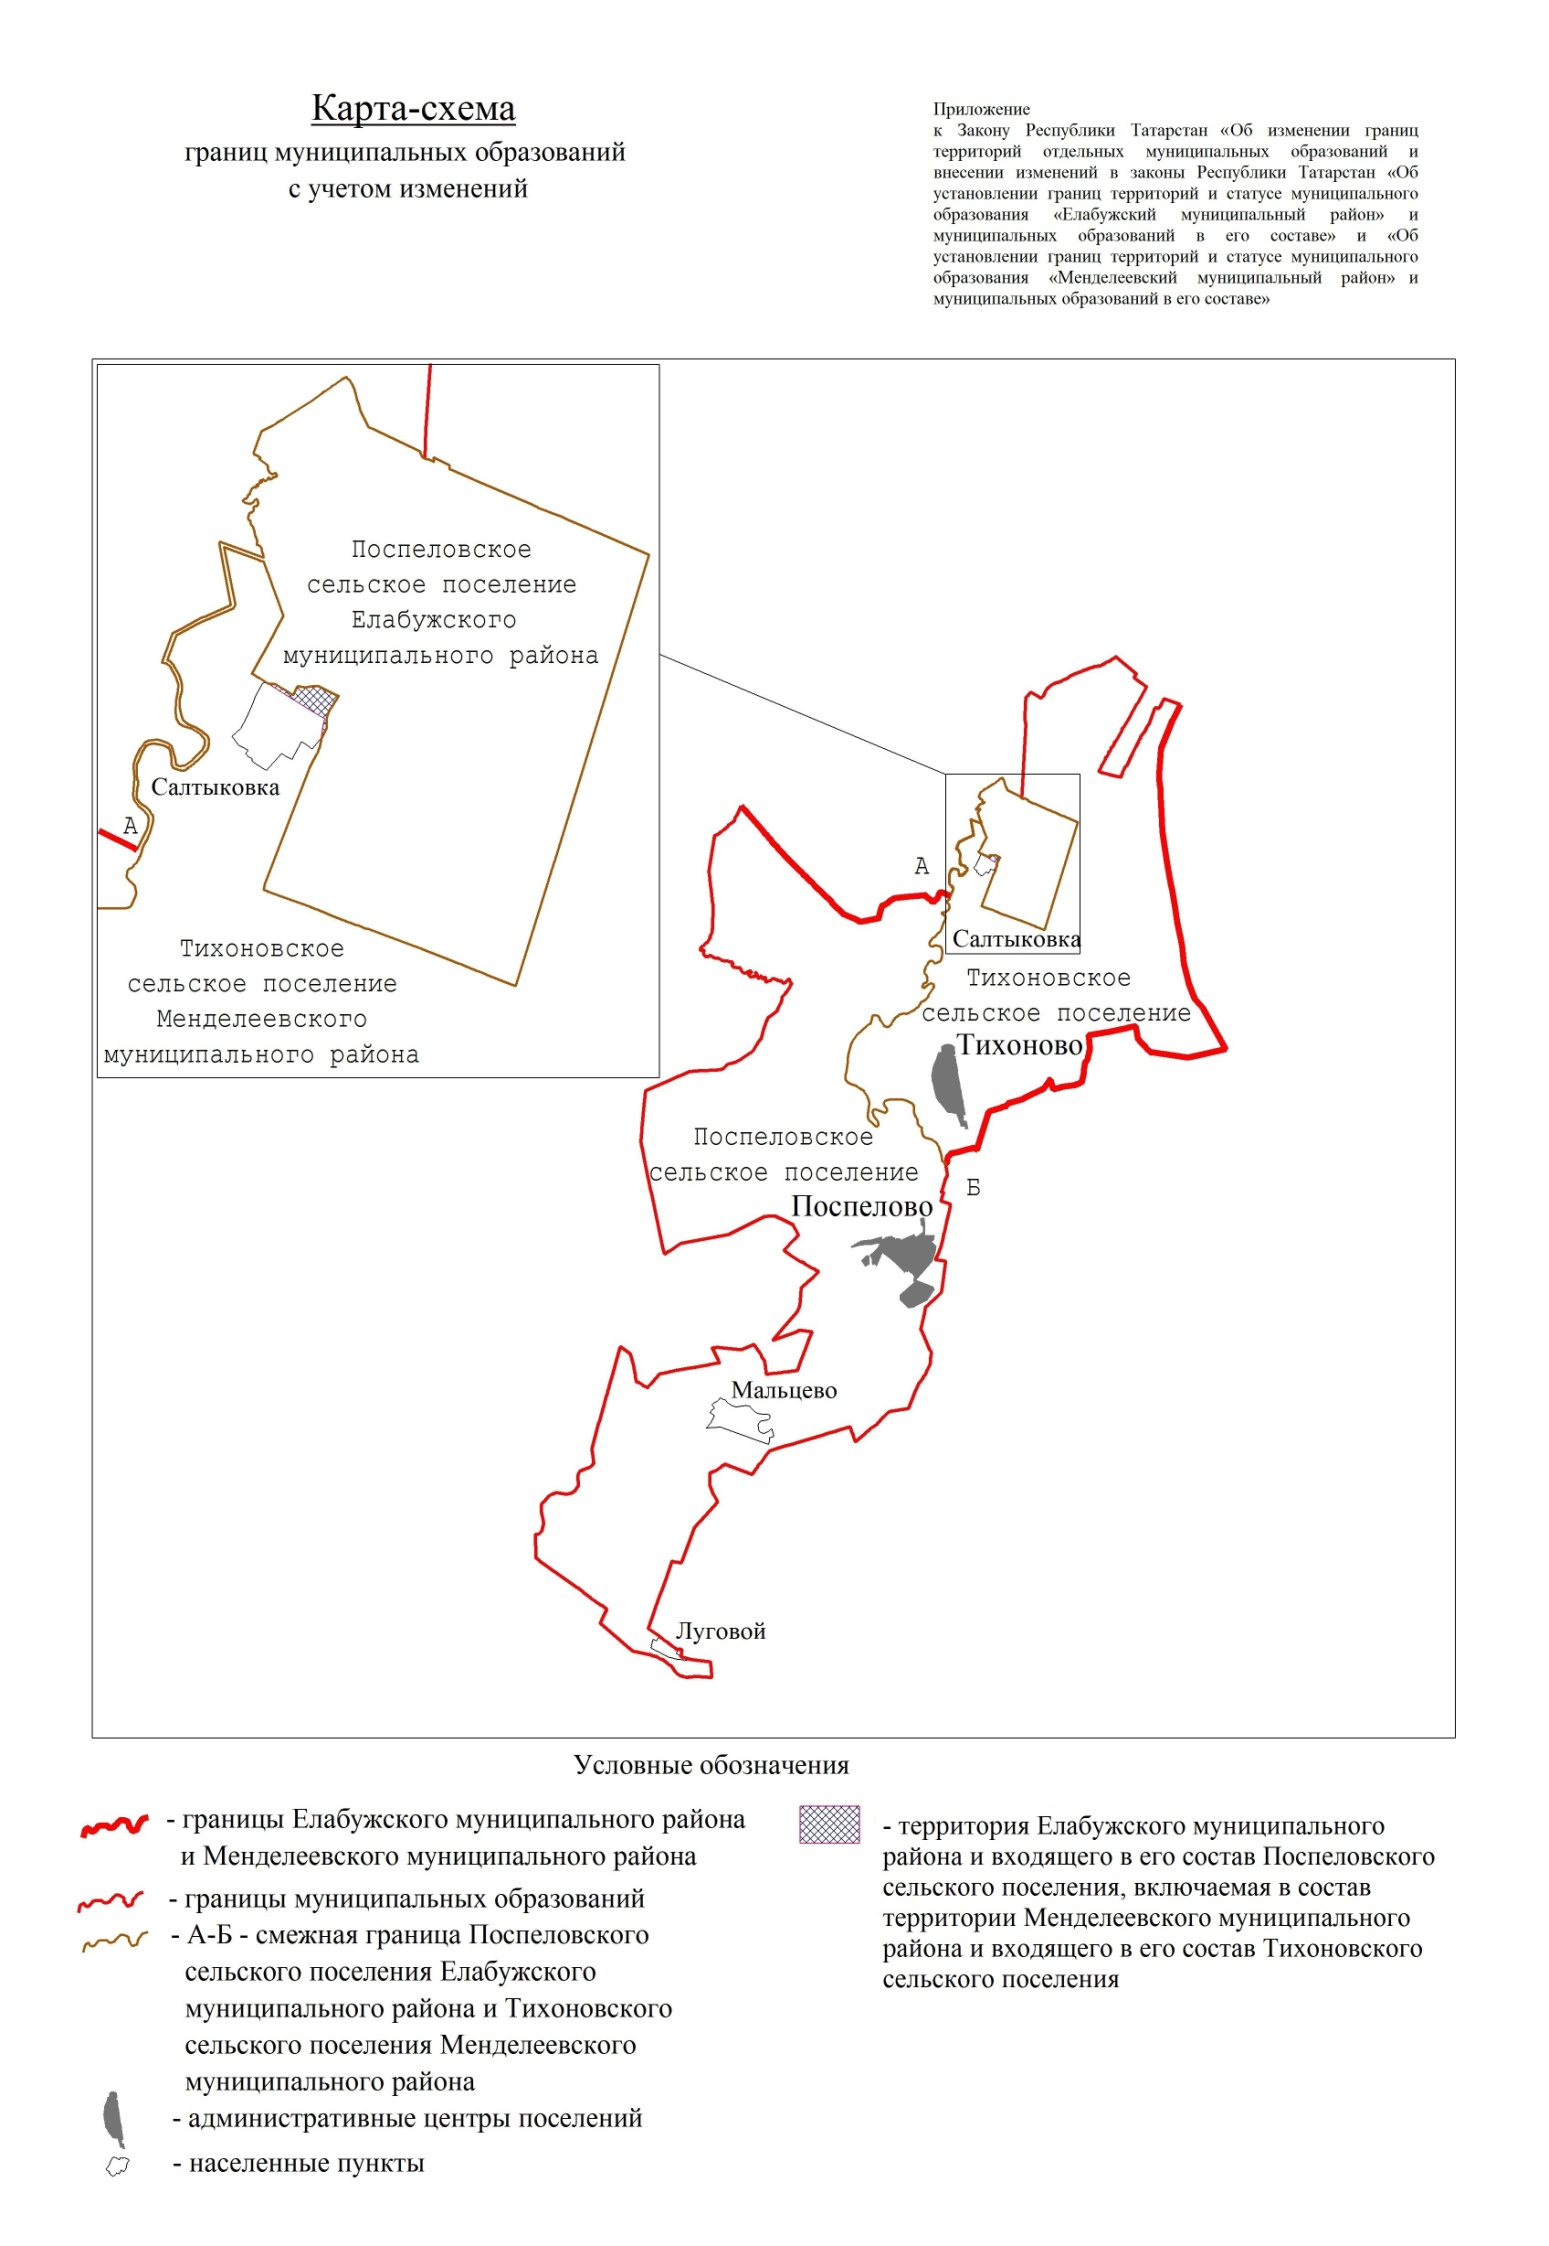 Карта-схема
границ муниципальных образований
с учетом изменений
Приложение
к Закону Республики Татарстан «Об изменении границ
территорий отдельных муниципальных образований и
внесении изменений в законы Республики Татарстан «Об
установлении границ территорий и статусе муниципального
образования «Елабужский муниципальный район» и
муниципальных образований в его составе» и «Об
установлении границ территорий и статусе муниципального
образования «Менделеевский муниципальный район» и
муниципальных образований в его составе»
Поспеловское
сельское поселение
Елабужского
муниципального района
Салтыковка
А
Тихоновское
сельское поселение
Менделеевского
муниципального района
А
Салтыковка
Тихоновское
сельское поселение
Тихоново
Поспеловское
сельское поселение
Б
Поспелово
Мальцево
Луговой
Условные обозначения
- границы Елабужского муниципального района
и Менделеевского муниципального района
- границы муниципальных образований
- А-Б - смежная граница Поспеловского
сельского поселения Елабужского
муниципального района и Тихоновского
сельского поселения Менделеевского
муниципального района
- административные центры поселений
- населенные пункты
- территория Елабужского муниципального
района и входящего в его состав Поспеловского
сельского поселения, включаемая в состав
территории Менделеевского муниципального
района и входящего в его состав Тихоновского
сельского поселения